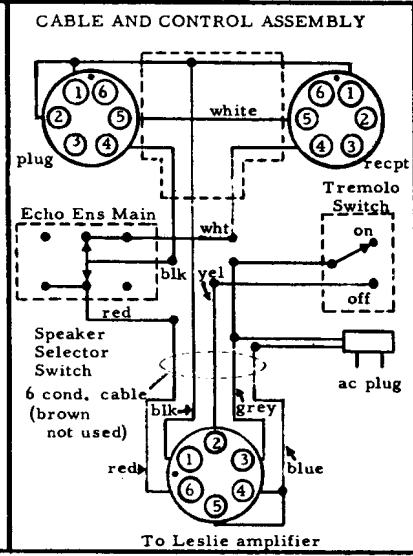 CABLE AND CONTROL ASSEMBLY
1 6
6 1
2 5
white
5 2
3 4
4 3
plug
recpt
Tremolo
Switch
Echo Ens Main
wht
on
blk
yel
off
red
Speaker
Selector
Switch
ac plug
6 cond. cable
(brown
not used)
blk
grey
2
1 3
red
blue
6 4
5
To Leslie amplifier